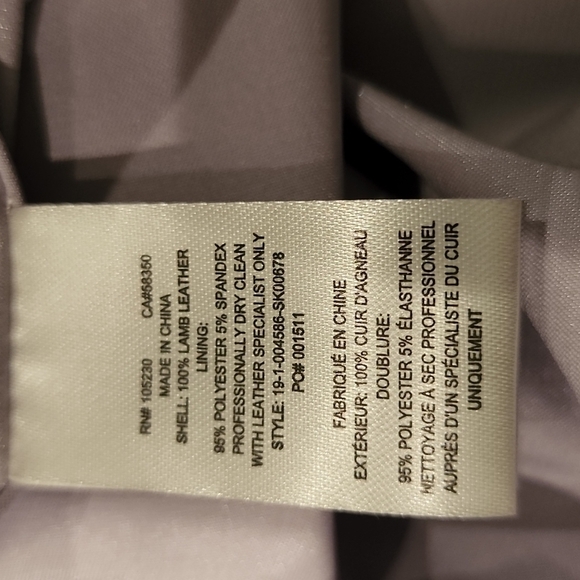 RN# 105230 CA#58350
MADE IN CHINA
SHELL: 100% LAMB LEATHER
LINING:
95% POLYESTER 5% SPANDEX
PROFESSIONALLY DRY CLEAN
WITH LEATHER SPECIALIST ONLY
STYLE: 19-1-004586-SK00678
PO# 001511
FABRIQUÉ EN CHINE
EXTÉRIEUR: 100% CUIR D'AGNEAU
DOUBLURE:
95% POLYESTER 5% ÉLASTHANNE
NETTOYAGE À SEC PROFESSIONNEL
AUPRÈS D'UN SPÉCIALISTE DU CUIR
UNIQUEMENT